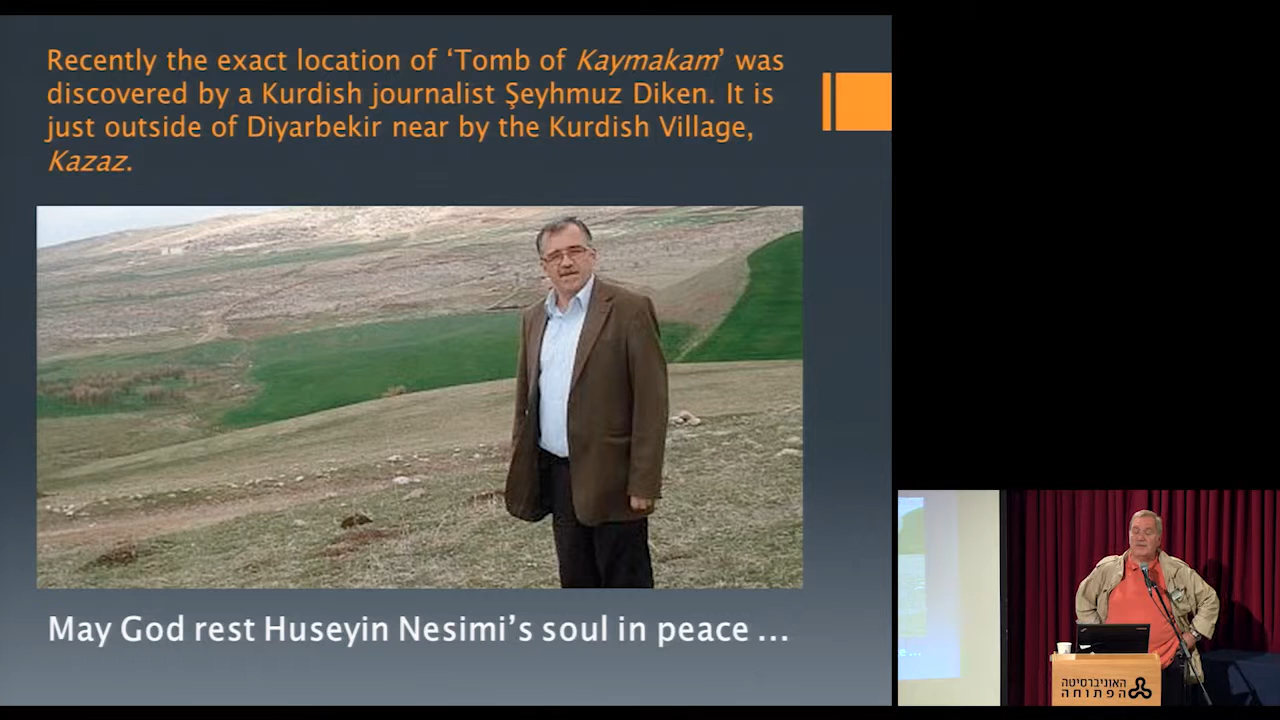 Recently the exact location of ‘Tomb of Kaymakam’ was
discovered by a Kurdish journalist Şeyhmuz Diken. It is
just outside of Diyarbekir near by the Kurdish Village,
Kazaz.
May God rest Huseyin Nesimi’s soul in peace ...
האוניברסיטה
הפתוחה